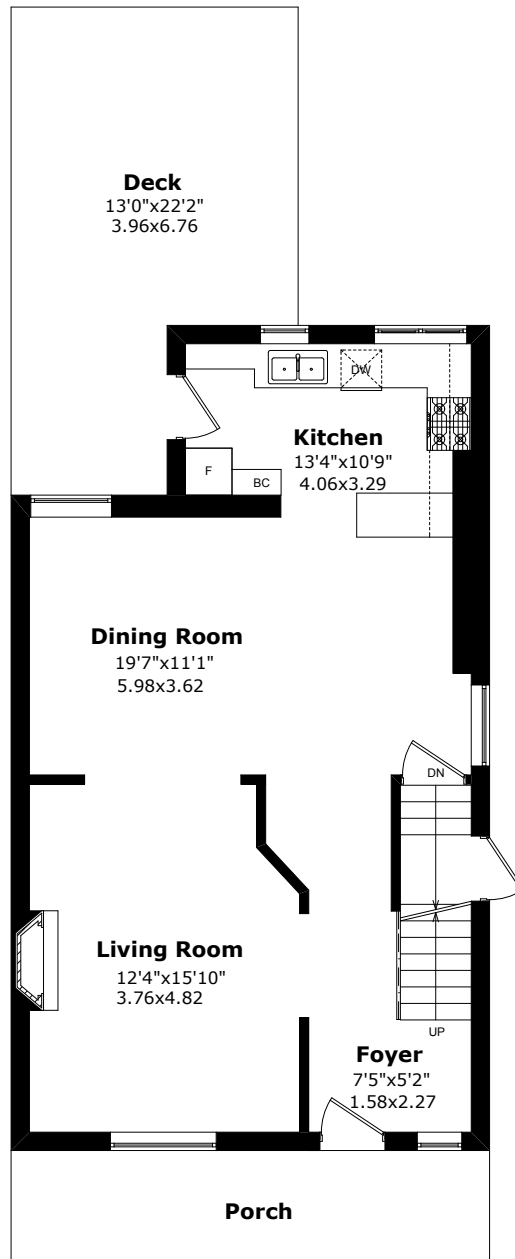 Deck
13'0"x22'2"
3.96x6.76
DW
Kitchen
13'4"x10'9"
4.06x3.29
F
BC
Dining Room
19'7"x11'1"
5.98x3.62
DN
Living Room
12'4"x15'10"
3.76x4.82
UP
Foyer
7'5"x5'2"
1.58x2.27
Porch